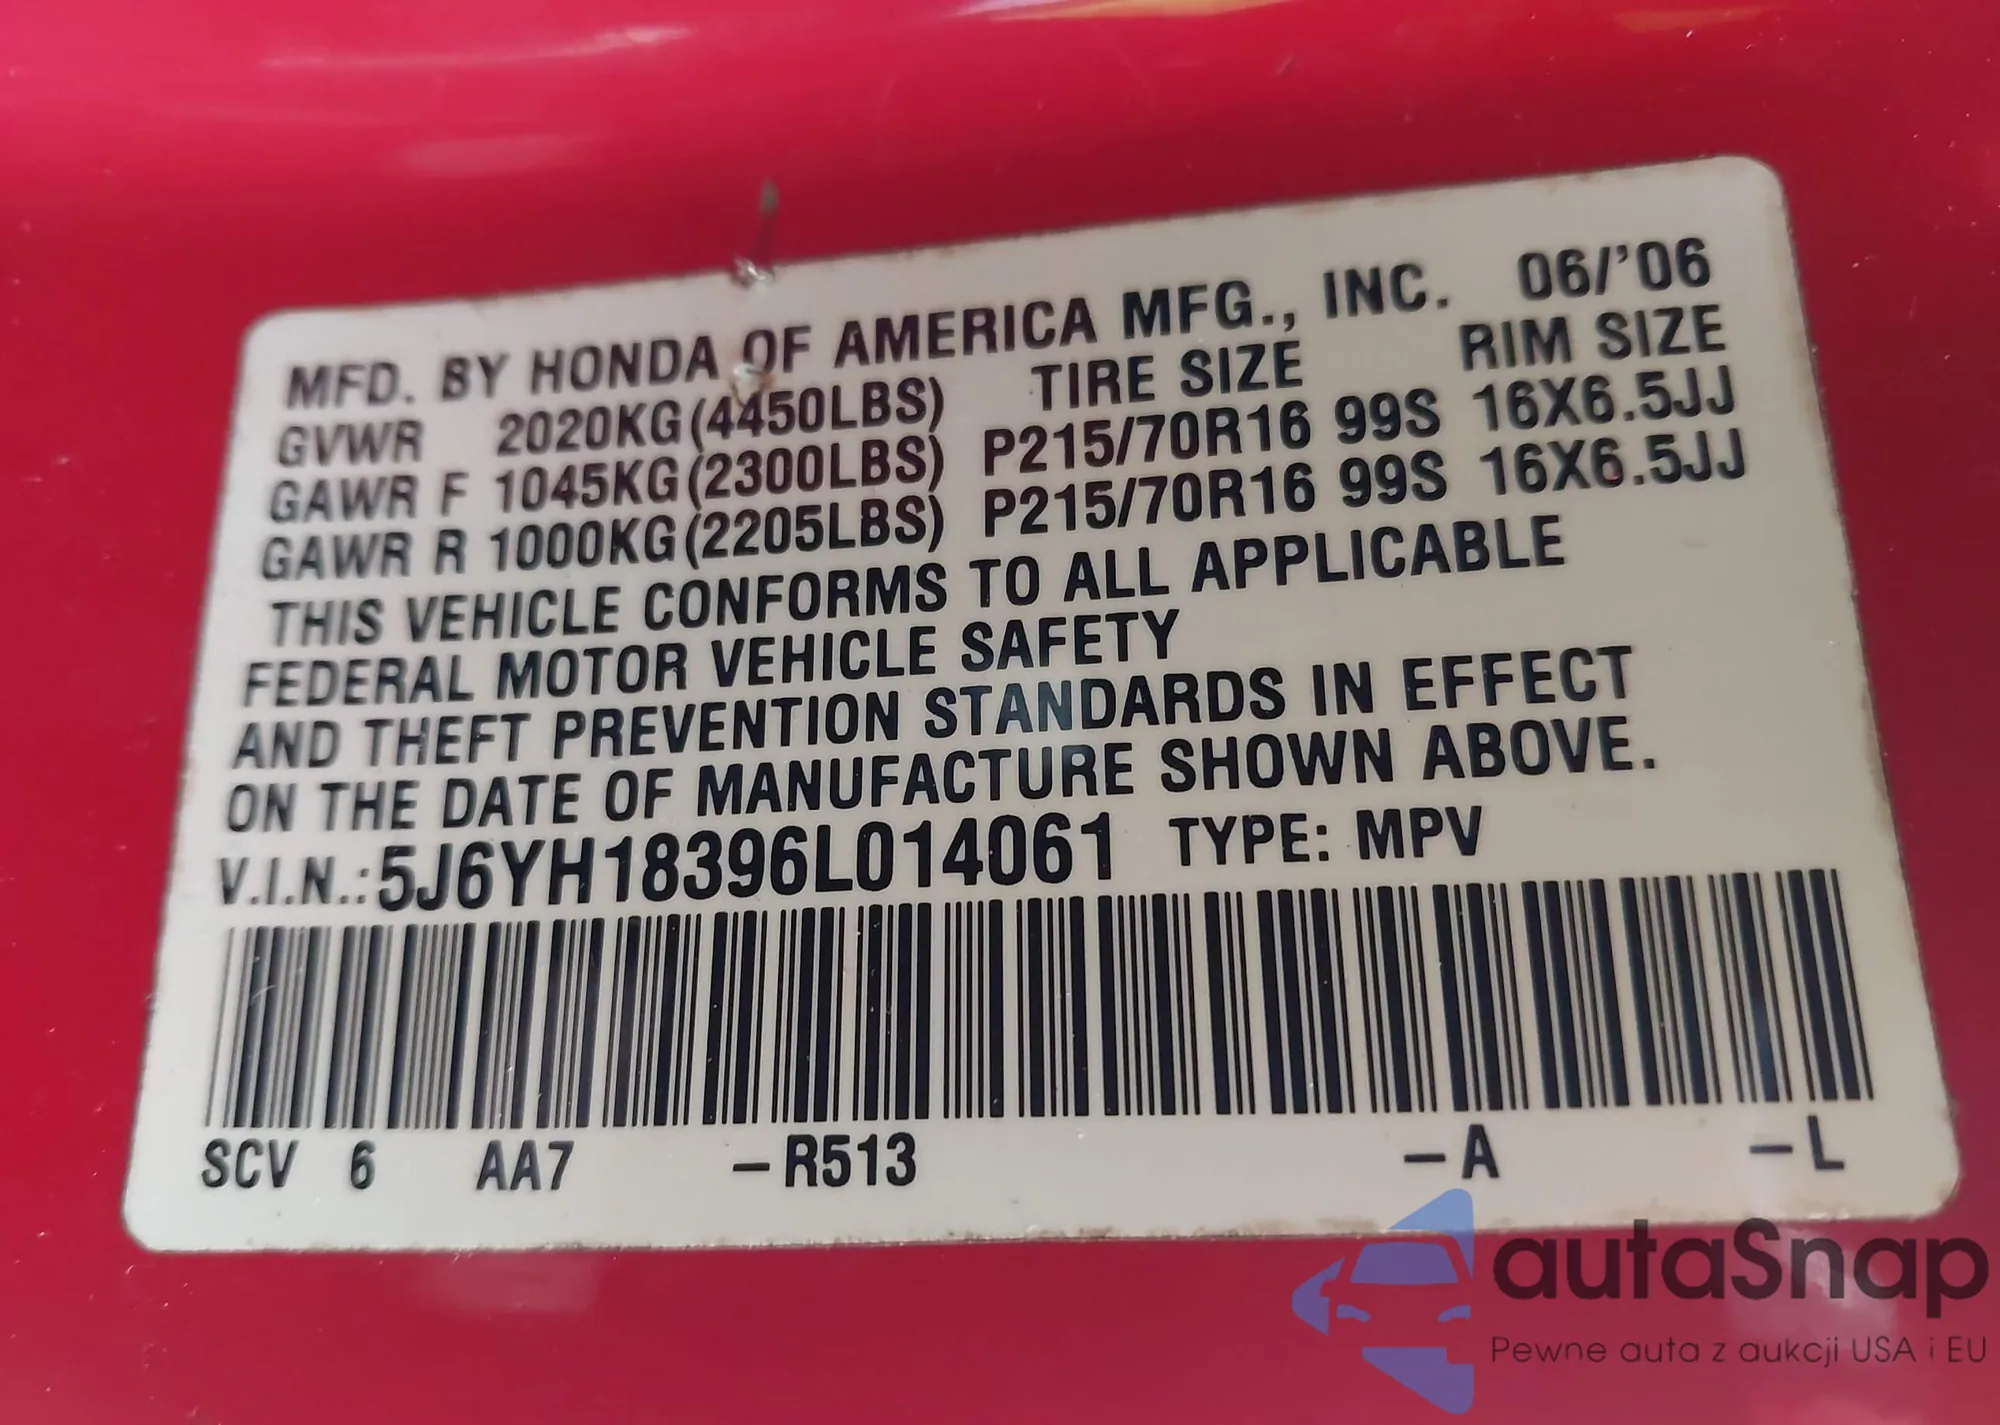 MFD. BY HONDA OF AMERICA MFG., INC. 06/'06
GVWR 2020KG(4450LBS) TIRE SIZE RIM SIZE
GAWR F 1045KG(2300LBS) P215/70R16 99S 16X6.5JJ
GAWR R 1000KG(2205LBS) P215/70R16 99S 16X6.5JJ
THIS VEHICLE CONFORMS TO ALL APPLICABLE
FEDERAL MOTOR VEHICLE SAFETY
AND THEFT PREVENTION STANDARDS IN EFFECT
ON THE DATE OF MANUFACTURE SHOWN ABOVE.
V.I.N.:5J6YH18396L014061 TYPE: MPV
SCV 6 AA7 –R513 –A –L
autaSnap
Pewne auta z aukcji USA i EU